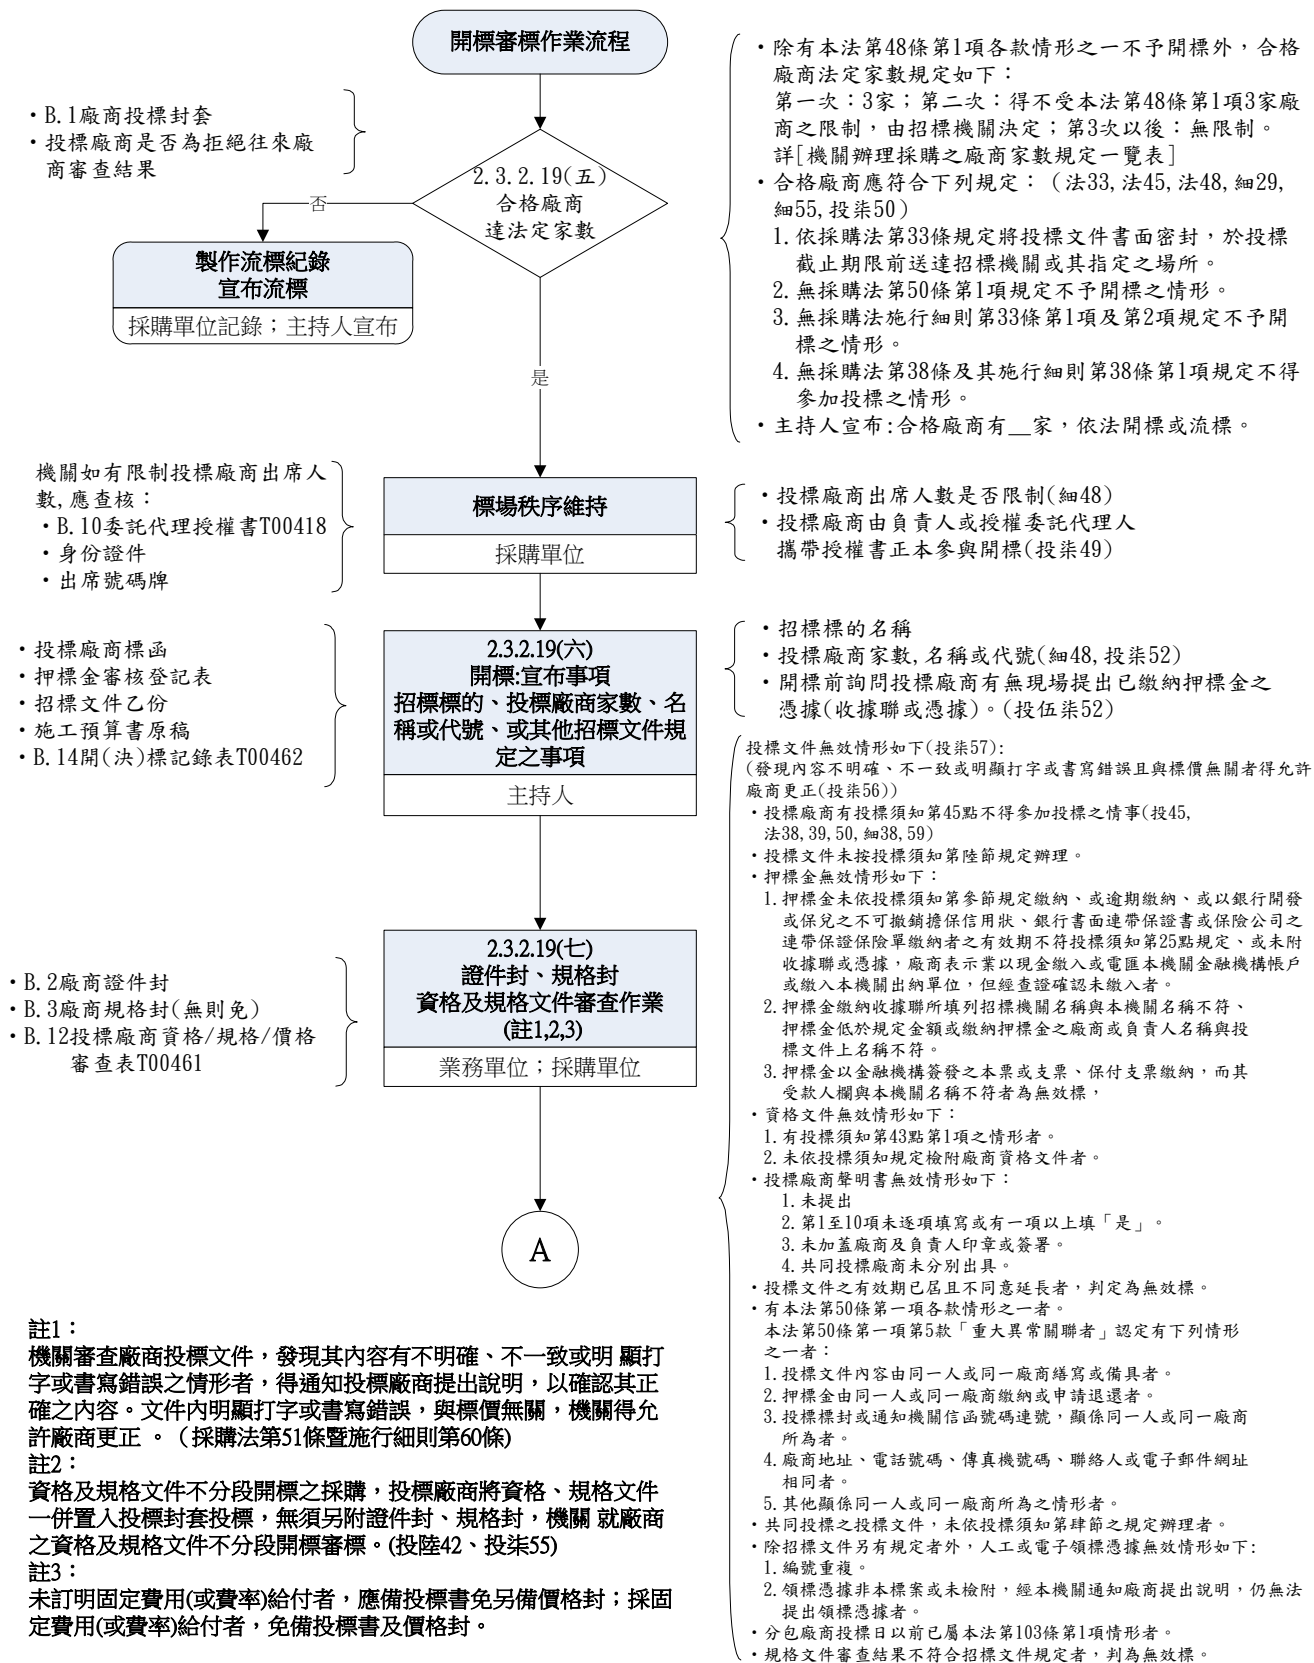 開標審標作業流程
・B.1廠商投標封套
・投標廠商是否為拒絕往來廠
商審查結果
2.3.2.19(五)
合格廠商
達法定家數
否
製作流標紀錄
宣布流標
採購單位記錄；主持人宣布
是
・除有本法第48條第1項各款情形之一不予開標外，合格
廠商法定家數規定如下：
第一次：3家；第二次：得不受本法第48條第1項3家廠
商之限制，由招標機關決定；第3次以後：無限制。
詳[機關辦理採購之廠商家數規定一覽表]
・合格廠商應符合下列規定：（法33,法45,法48,細29,
細55,投柒50）
1.依採購法第33條規定將投標文件書面密封，於投標
截止期限前送達招標機關或其指定之場所。
2.無採購法第50條第1項規定不予開標之情形。
3.無採購法施行細則第33條第1項及第2項規定不予開
標之情形。
4.無採購法第38條及其施行細則第38條第1項規定不得
參加投標之情形。
・主持人宣布:合格廠商有__家，依法開標或流標。
機關如有限制投標廠商出席人
數,應查核：
・B.10委託代理授權書T00418
・身份證件
・出席號碼牌
標場秩序維持
採購單位
・投標廠商出席人數是否限制(細48)
・投標廠商由負責人或授權委託代理人
攜帶授權書正本參與開標(投柒49)
・投標廠商標函
・押標金審核登記表
・招標文件乙份
・施工預算書原稿
・B.14開(決)標記錄表T00462
2.3.2.19(六)
開標:宣布事項
招標標的、投標廠商家數、名
稱或代號、或其他招標文件規
定之事項
主持人
・招標標的名稱
・投標廠商家數,名稱或代號(細48,投柒52)
・開標前詢問投標廠商有無現場提出已繳納押標金之
憑據(收據聯或憑據)。(投伍柒52)
・B.2廠商證件封
・B.3廠商規格封(無則免)
・B.12投標廠商資格/規格/價格
審查表T00461
2.3.2.19(七)
證件封、規格封
資格及規格文件審查作業
(註1,2,3)
業務單位；採購單位
A
投標文件無效情形如下(投柒57):
(發現內容不明確、不一致或明顯打字或書寫錯誤且與標價無關者得允許
廠商更正(投柒56))
・投標廠商有投標須知第45點不得參加投標之情事(投45,
法38,39,50,細38,59)
・投標文件未按投標須知第陸節規定辦理。
・押標金無效情形如下：
1.押標金未依投標須知第參節規定繳納、或逾期繳納、或以銀行開發
或保兌之不可撤銷擔保信用狀、銀行書面連帶保證書或保險公司之
連帶保證保險單繳納者之有效期不符投標須知第25點規定、或未附
收據聯或憑據，廠商表示業以現金繳入或電匯本機關金融機構帳戶
或繳入本機關出納單位，但經查證確認未繳入者。
2.押標金繳納收據聯所填列招標機關名稱與本機關名稱不符、
押標金低於規定金額或繳納押標金之廠商或負責人名稱與投
標文件上名稱不符。
3.押標金以金融機構簽發之本票或支票、保付支票繳納，而其
受款人欄與本機關名稱不符者為無效標，
・資格文件無效情形如下：
1.有投標須知第43點第1項之情形者。
2.未依投標須知規定檢附廠商資格文件者。
・投標廠商聲明書無效情形如下：
1.未提出
2.第1至10項未逐項填寫或有一項以上填「是」。
3.未加蓋廠商及負責人印章或簽署。
4.共同投標廠商未分別出具。
・投標文件之有效期已屆且不同意延長者，判定為無效標。
・有本法第50條第一項各款情形之一者。
本法第50條第一項第5款「重大異常關聯者」認定有下列情形
之一者：
1.投標文件內容由同一人或同一廠商繕寫或備具者。
2.押標金由同一人或同一廠商繳納或申請退還者。
3.投標標封或通知機關信函號碼連號，顯係同一人或同一廠商
所為者。
4.廠商地址、電話號碼、傳真機號碼、聯絡人或電子郵件網址
相同者。
5.其他顯係同一人或同一廠商所為之情形者。
・共同投標之投標文件，未依投標須知第肆節之規定辦理者。
・除招標文件另有規定者外，人工或電子領標憑據無效情形如下:
1.編號重複。
2.領標憑據非本標案或未檢附，經本機關通知廠商提出說明，仍無法
提出領標憑據者。
・分包廠商投標日以前已屬本法第103條第1項情形者。
・規格文件審查結果不符合招標文件規定者，判為無效標。
註1：
機關審查廠商投標文件，發現其內容有不明確、不一致或明 顯打
字或書寫錯誤之情形者，得通知投標廠商提出說明，以確認其正
確之內容。文件內明顯打字或書寫錯誤，與標價無關，機關得允
許廠商更正 。（採購法第51條暨施行細則第60條)
註2：
資格及規格文件不分段開標之採購，投標廠商將資格、規格文件
一併置入投標封套投標，無須另附證件封、規格封，機關 就廠商
之資格及規格文件不分段開標審標。(投陸42、投柒55)
註3：
未訂明固定費用(或費率)給付者，應備投標書免另備價格封；採固
定費用(或費率)給付者，免備投標書及價格封。